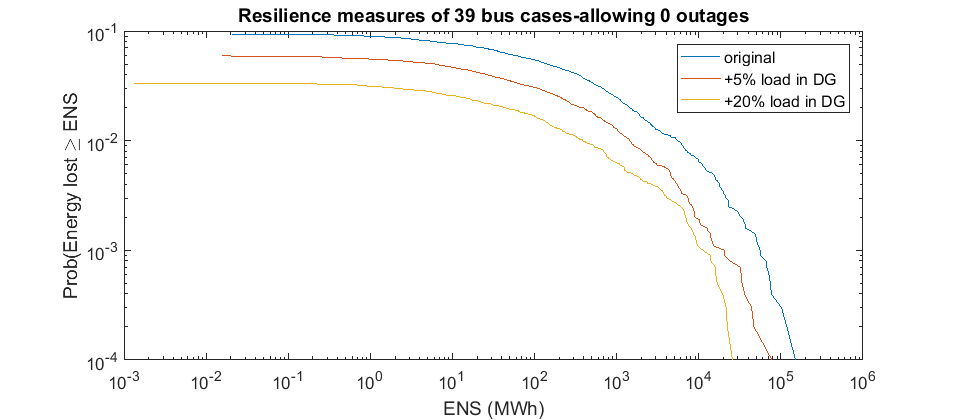 Resilience measures of 39 bus cases-allowing 0 outages
original
+5% load in DG
+20% load in DG
Prob(Energy lost ≥ ENS
10^-1
10^-2
10^-3
10^-4
10^-3 10^-2 10^-1 10^0 10^1 10^2 10^3 10^4 10^5 10^6
ENS (MWh)